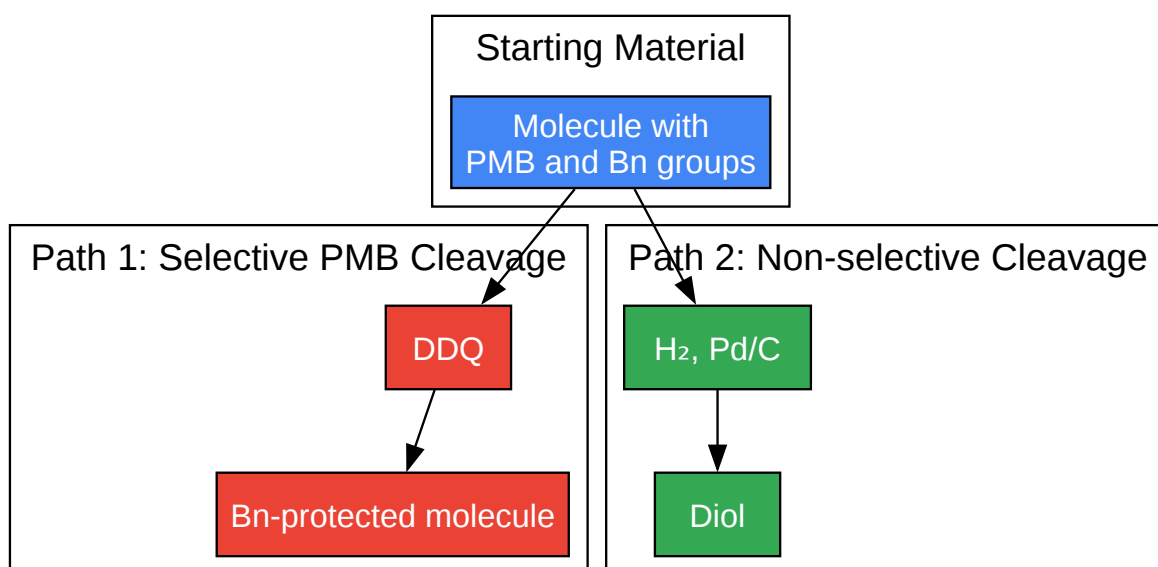 Starting Material
Molecule with
PMB and Bn groups
Path 1: Selective PMB Cleavage
DDQ
Bn-protected molecule
Path 2: Non-selective Cleavage
H₂, Pd/C
Diol